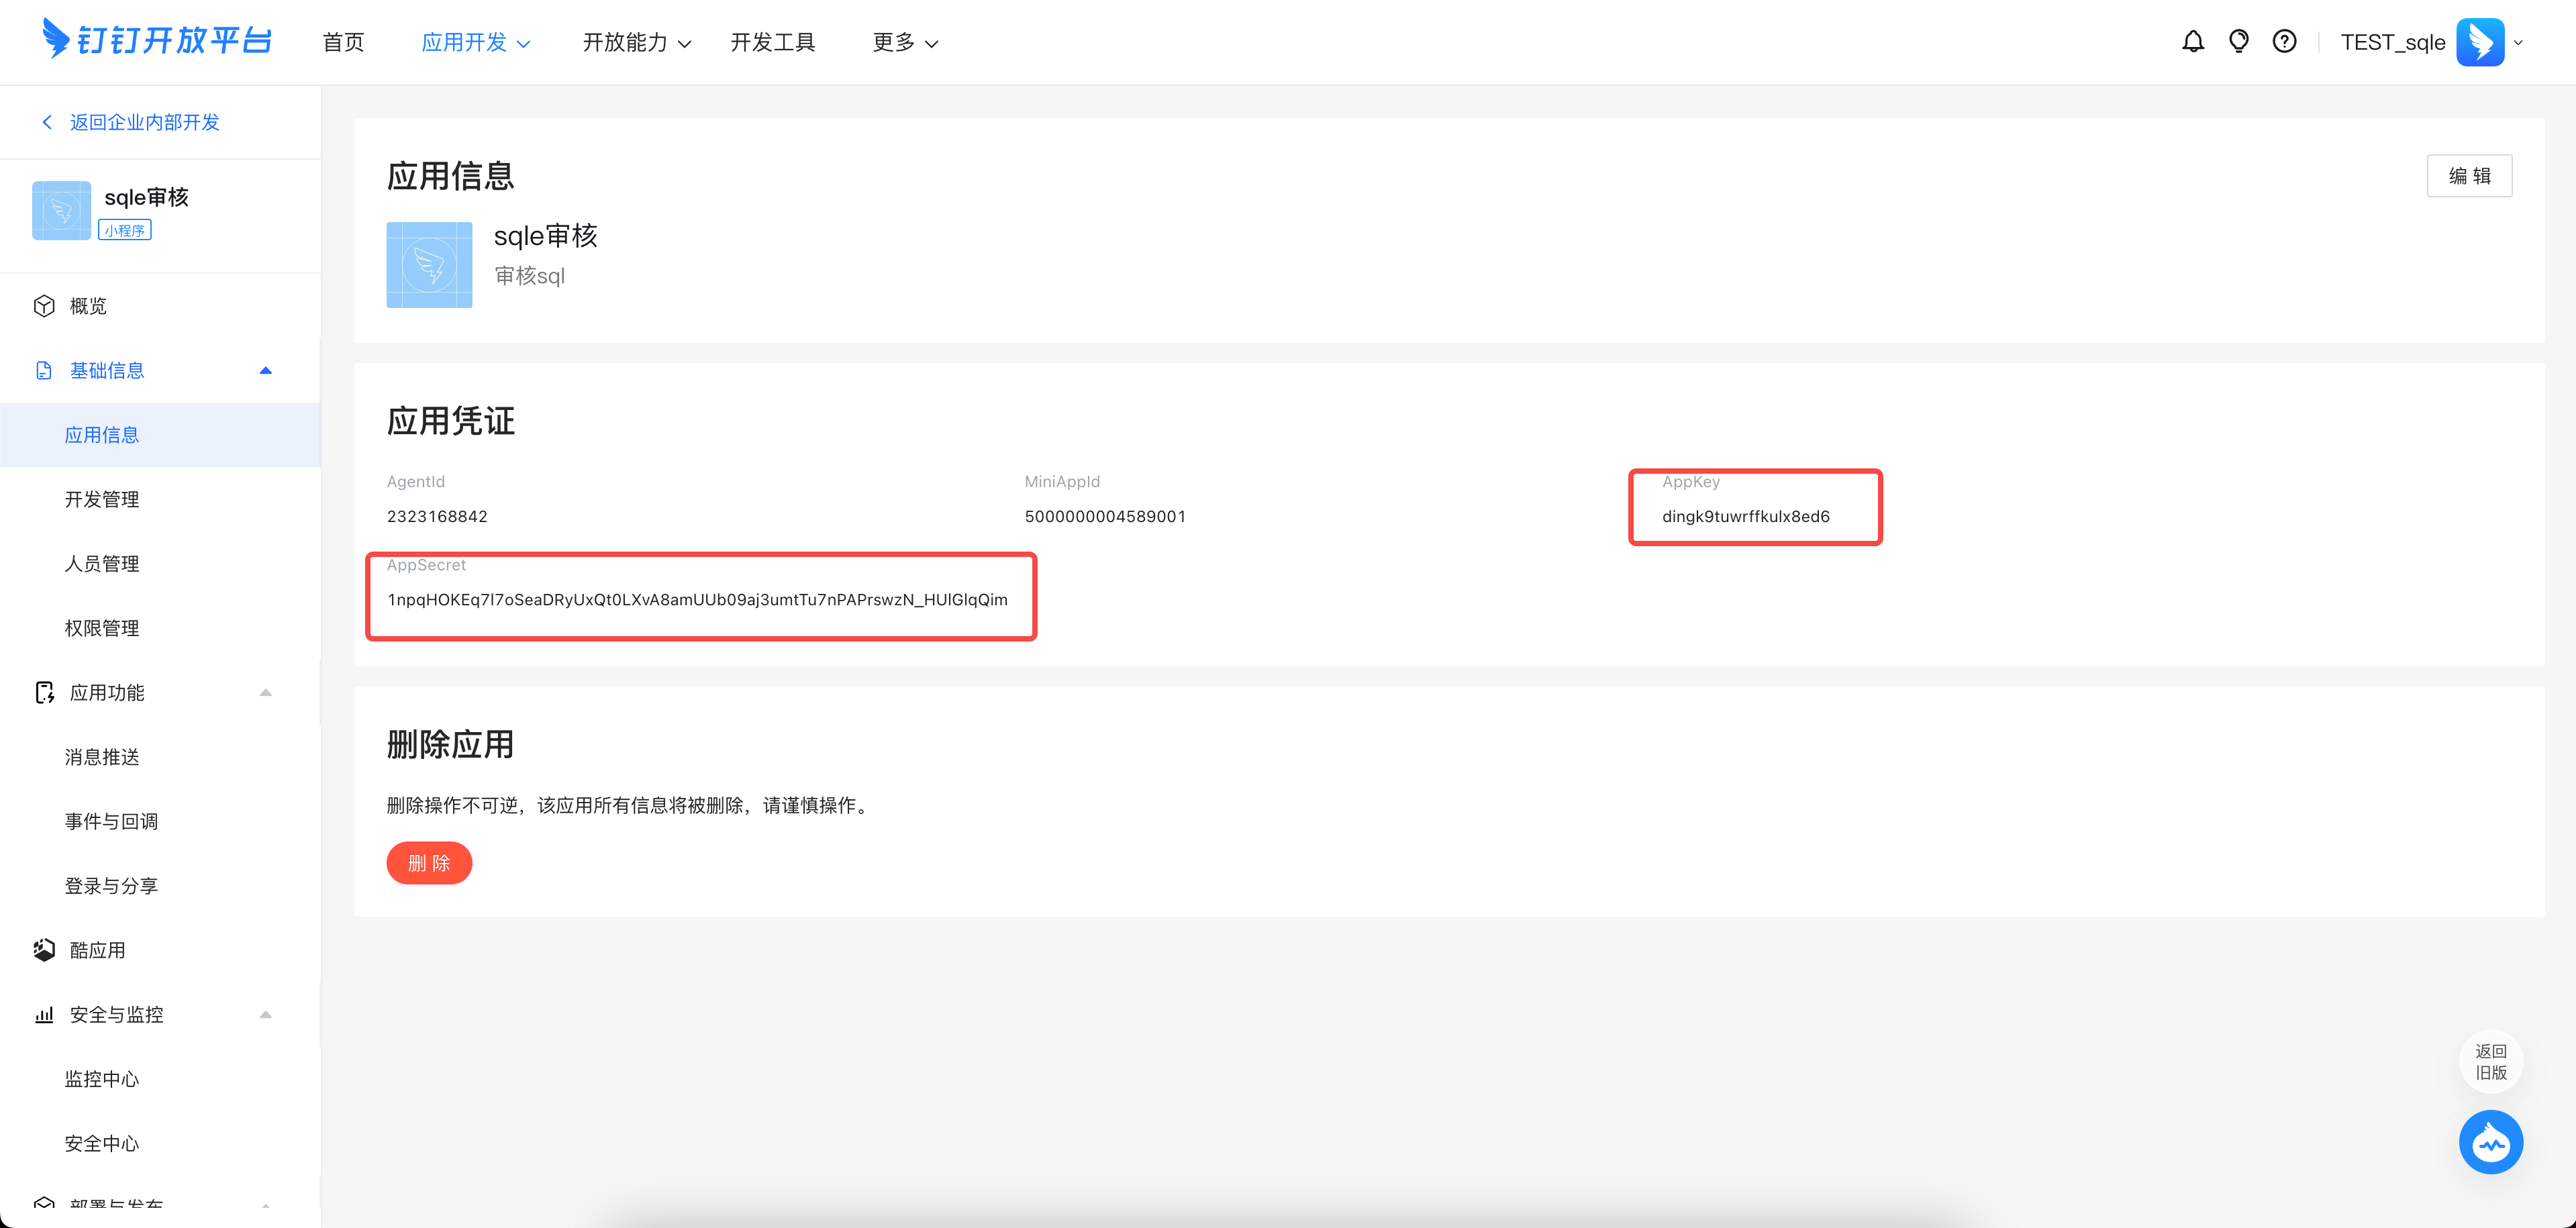 钉钉开放平台 首页 应用开发 开放能力 开发工具 更多 TEST_sqle
返回企业内部开发
sqle审核
小程序
概览
基础信息
应用信息
开发管理
人员管理
权限管理
应用功能
消息推送
事件与回调
登录与分享
酷应用
安全与监控
监控中心
安全中心
部署与发布
应用信息
编辑
sqle审核
审核sql
应用凭证
AgentId
2323168842
MiniAppId
5000000004589001
AppKey
dingk9tuwrffkulx8ed6
AppSecret
1npqHOKEq7I7oSeaDRyUxQt0LXvA8amUUb09aj3umtTu7nPAPrswzN_HUlGlqQim
删除应用
删除操作不可逆，该应用所有信息将被删除，请谨慎操作。
删除
返回
旧版